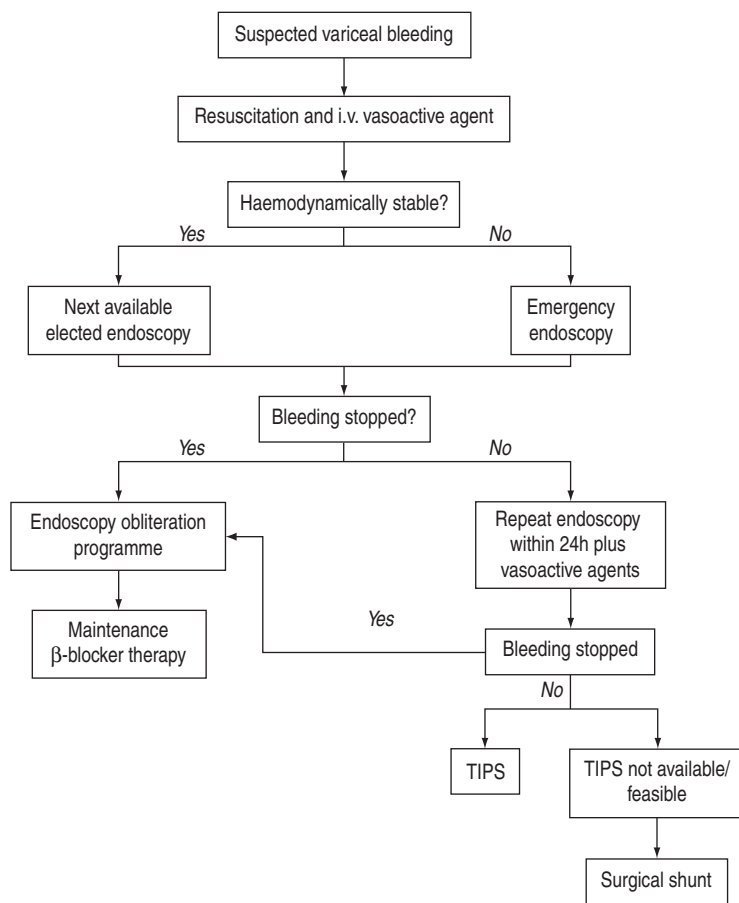 Suspected variceal bleeding
Resuscitation and i.v. vasoactive agent
Haemodynamically stable?
Yes
No
Next available
elected endoscopy
Emergency
endoscopy
Bleeding stopped?
Yes
No
Endoscopy obliteration
programme
Repeat endoscopy
within 24h plus
vasoactive agents
Yes
Maintenance
β-blocker therapy
Bleeding stopped
No
TIPS
TIPS not available/
feasible
Surgical shunt